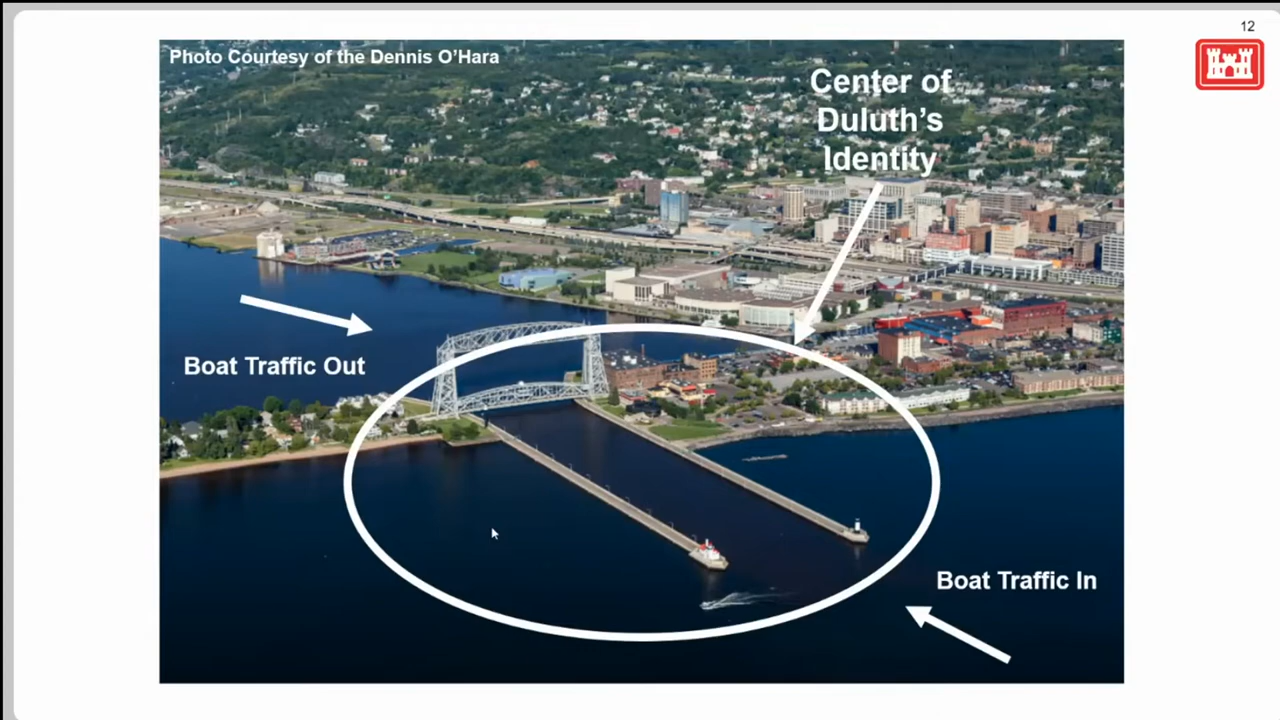 12
Photo Courtesy of the Dennis O’Hara
Center of
Duluth’s
Identity
Boat Traffic Out
Boat Traffic In